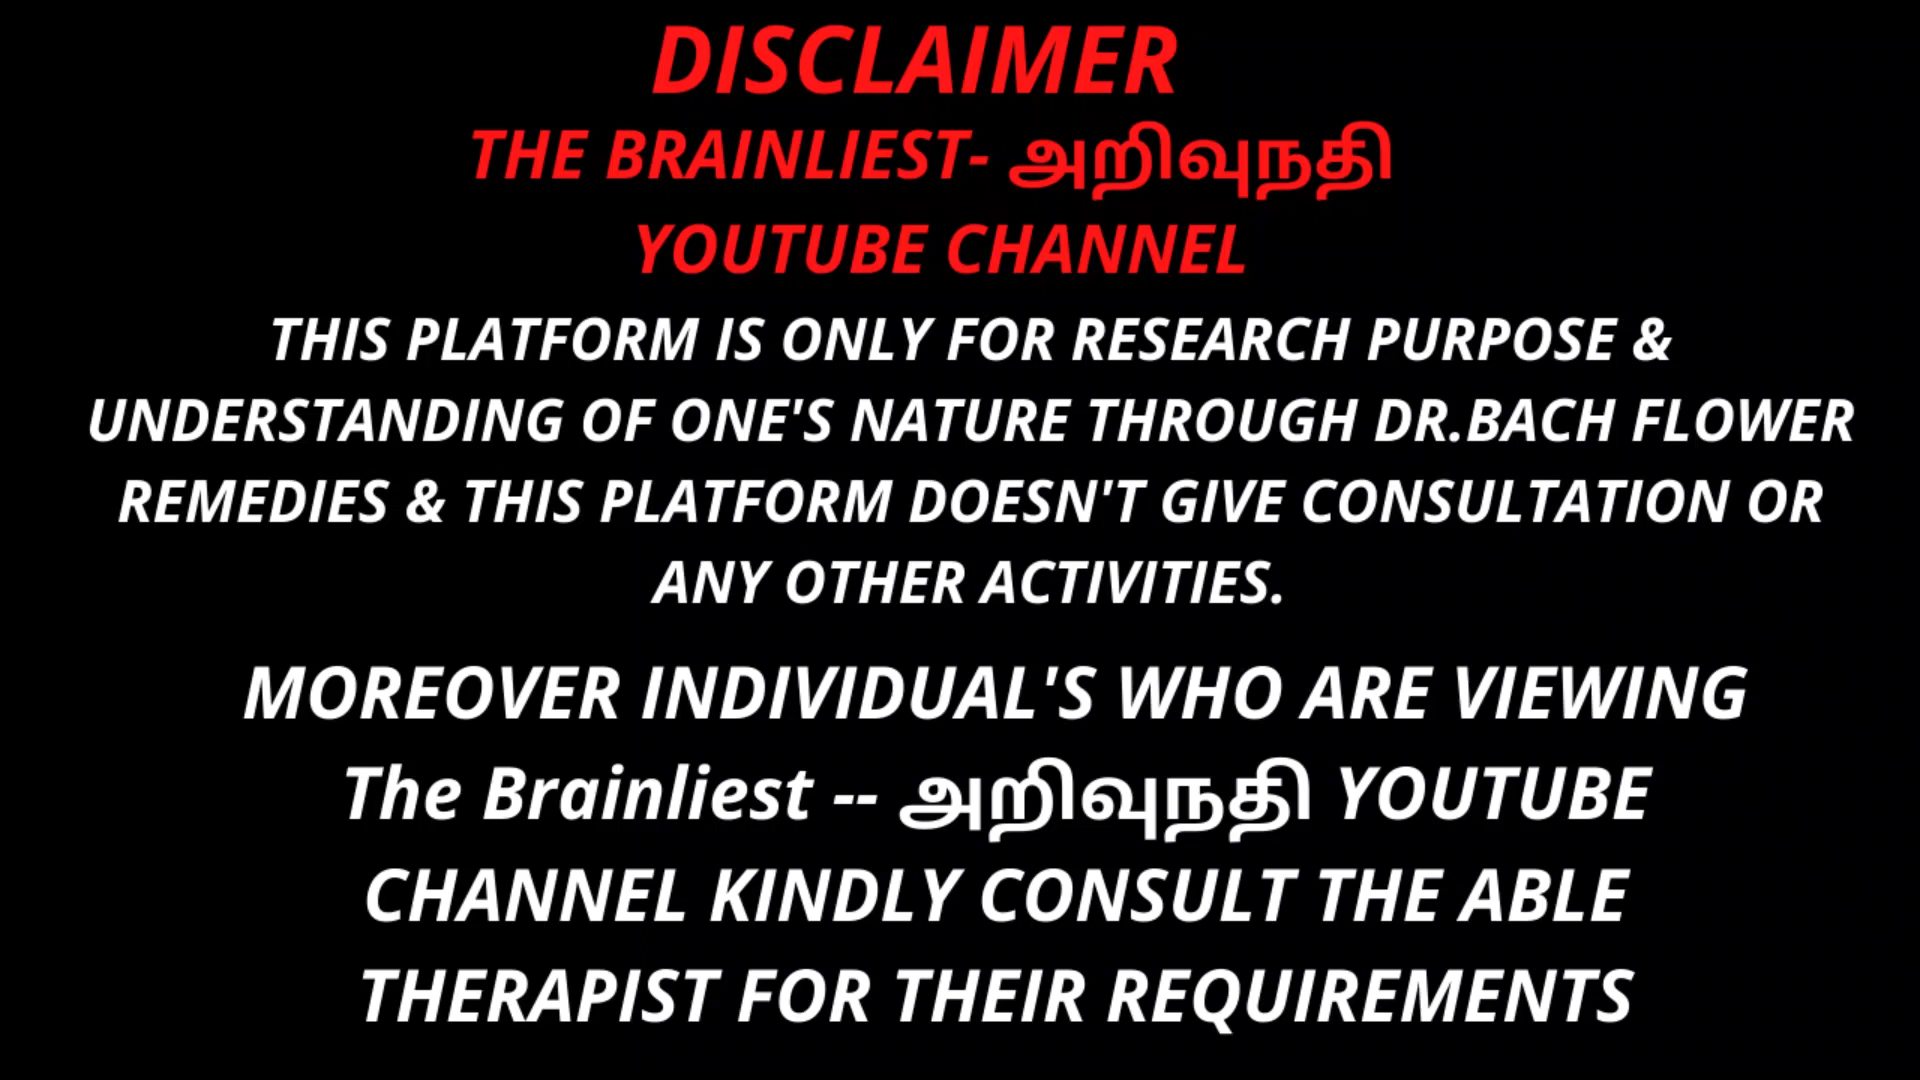 DISCLAIMER
THE BRAINLIEST- அறிவுநதி
YOUTUBE CHANNEL
THIS PLATFORM IS ONLY FOR RESEARCH PURPOSE &
UNDERSTANDING OF ONE'S NATURE THROUGH DR.BACH FLOWER
REMEDIES & THIS PLATFORM DOESN'T GIVE CONSULTATION OR
ANY OTHER ACTIVITIES.
MOREOVER INDIVIDUAL'S WHO ARE VIEWING
The Brainliest -- அறிவுநதி YOUTUBE
CHANNEL KINDLY CONSULT THE ABLE
THERAPIST FOR THEIR REQUIREMENTS